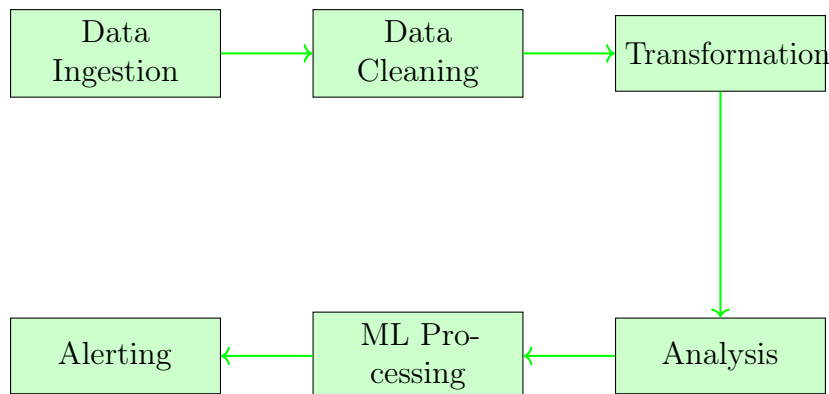 Data
Ingestion
Data
Cleaning
Transformation
Alerting
ML Pro-
cessing
Analysis